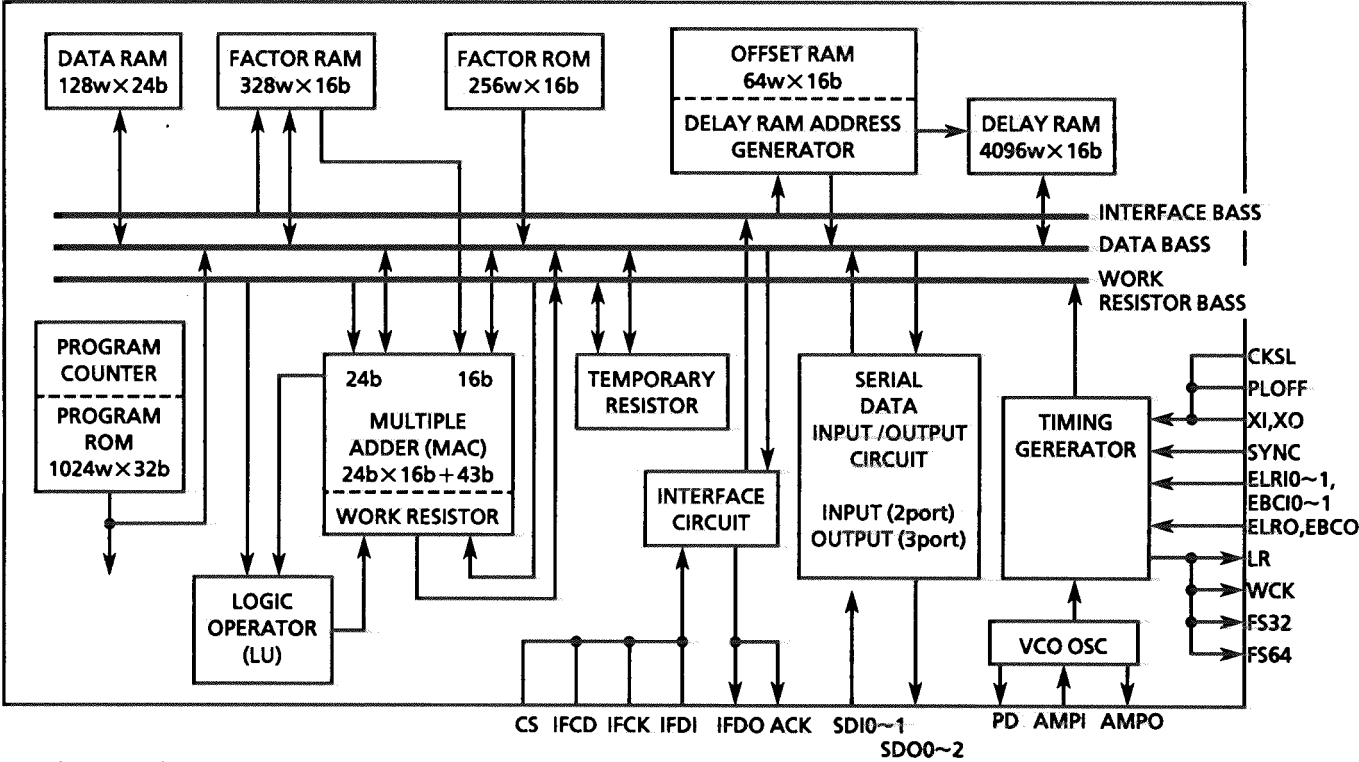 DATA RAM
128w×24b
FACTOR RAM
328w×16b
FACTOR ROM
256w×16b
OFFSET RAM
64w×16b
DELAY RAM ADDRESS
GENERATOR
DELAY RAM
4096w×16b
INTERFACE BASS
DATA BASS
WORK
RESISTOR BASS
PROGRAM
COUNTER
PROGRAM
ROM
1024w×32b
24b 16b
MULTIPLE
ADDER (MAC)
24b×16b+43b
WORK RESISTOR
TEMPORARY
RESISTOR
SERIAL
DATA
INPUT/OUTPUT
CIRCUIT
INPUT (2port)
OUTPUT (3port)
TIMING
GERERATOR
CKSL
PLOFF
XI,XO
SYNC
ELRI0~1,
EBCI0~1
ELRO,EBCO
LR
WCK
FS32
FS64
INTERFACE
CIRCUIT
LOGIC
OPERATOR
(LU)
VCO OSC
CS IFCD IFCK IFDI IFDO ACK SDI0~1 PD AMPI AMPO
SDO0~2